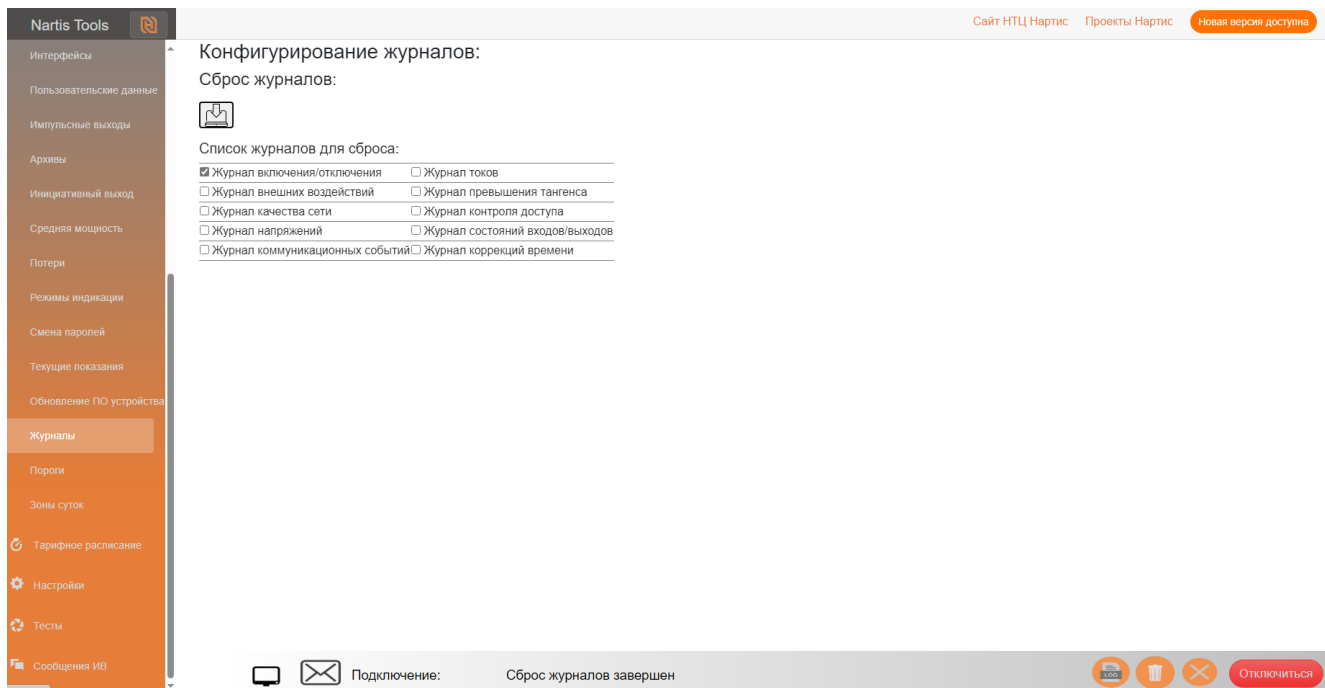 Nartis Tools
Сайт НТЦ Нартис Проекты Нартис Новая версия доступна
Интерфейсы
Пользовательские данные
Импульсные выходы
Архивы
Инициативный выход
Средняя мощность
Потери
Режимы индикации
Смена паролей
Текущие показания
Обновление ПО устройства
Журналы
Пороги
Зоны суток
Тарифное расписание
Настройки
Тесты
Сообщения ИВ
Конфигурирование журналов:
Сброс журналов:
Список журналов для сброса:
Журнал включения/отключения Журнал токов
Журнал внешних воздействий Журнал превышения тангенса
Журнал качества сети Журнал контроля доступа
Журнал напряжений Журнал состояний входов/выходов
Журнал коммуникационных событий Журнал коррекций времени
Подключение: Сброс журналов завершен LOG Отключиться